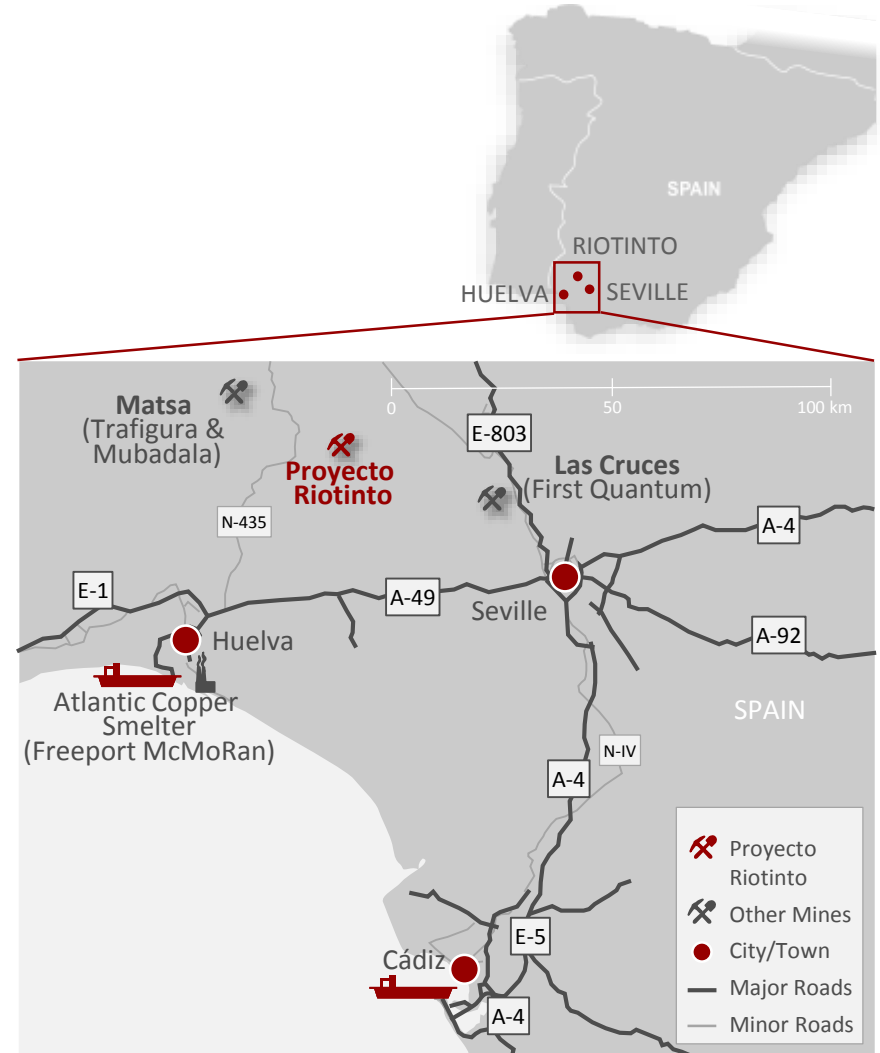 SPAIN
RIOTINTO
HUELVA
SEVILLE
Matsa
(Trafigura &
Mubadala)
0
50
100 km
E-803
Proyecto
Riotinto
Las Cruces
(First Quantum)
N-435
A-4
E-1
A-49
Seville
Huelva
A-92
Atlantic Copper
Smelter
(Freeport McMoRan)
SPAIN
N-IV
A-4
Cádiz
E-5
A-4
Proyecto
Riotinto
Other Mines
City/Town
Major Roads
Minor Roads